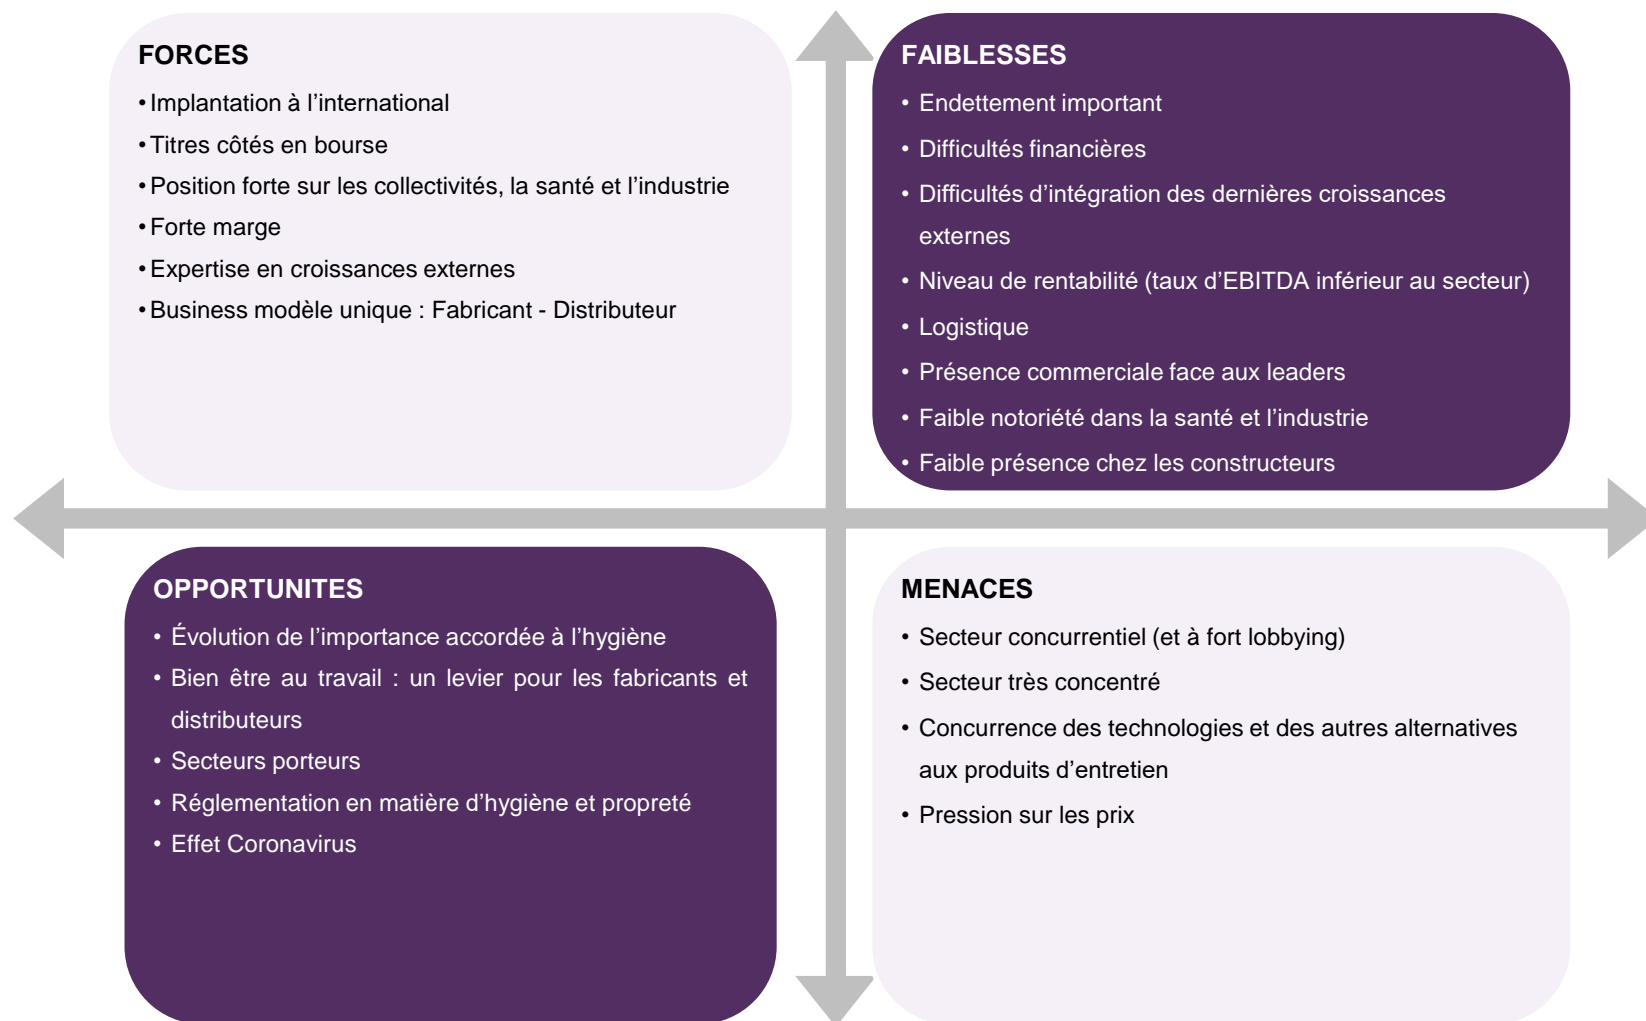 FORCES
• Implantation à l’international
• Titres côtés en bourse
• Position forte sur les collectivités, la santé et l’industrie
• Forte marge
• Expertise en croissances externes
• Business modèle unique : Fabricant - Distributeur
FAIBLESSES
• Endettement important
• Difficultés financières
• Difficultés d’intégration des dernières croissances
externes
• Niveau de rentabilité (taux d’EBITDA inférieur au secteur)
• Logistique
• Présence commerciale face aux leaders
• Faible notoriété dans la santé et l’industrie
• Faible présence chez les constructeurs
OPPORTUNITES
• Évolution de l’importance accordée à l’hygiène
• Bien être au travail : un levier pour les fabricants et
distributeurs
• Secteurs porteurs
• Réglementation en matière d’hygiène et propreté
• Effet Coronavirus
MENACES
• Secteur concurrentiel (et à fort lobbying)
• Secteur très concentré
• Concurrence des technologies et des autres alternatives
aux produits d’entretien
• Pression sur les prix